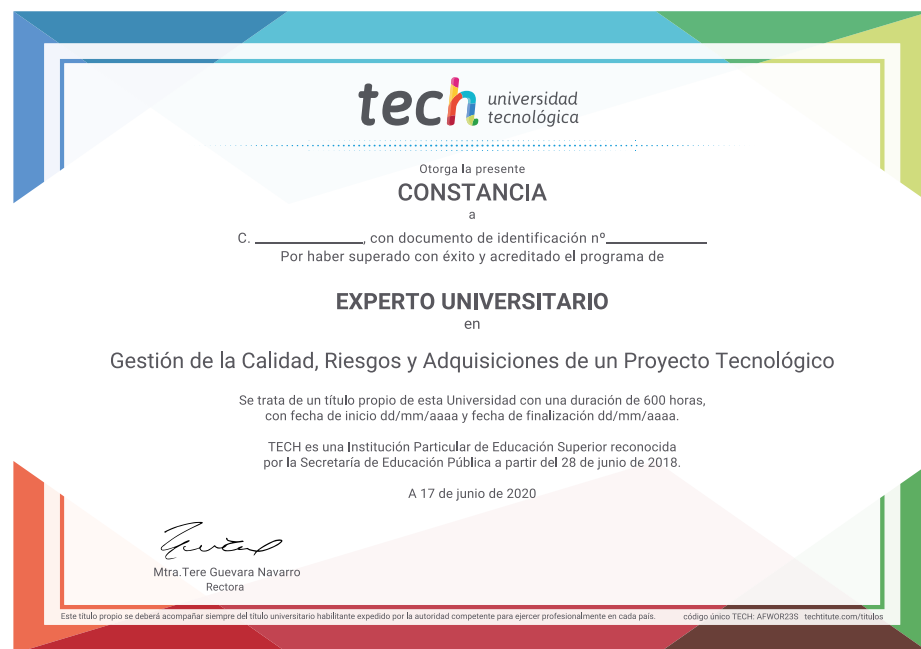 tech universidad
tecnológica
Otorga la presente
CONSTANCIA
a
C. ____________, con documento de identificación nº____________
Por haber superado con éxito y acreditado el programa de
EXPERTO UNIVERSITARIO
en
Gestión de la Calidad, Riesgos y Adquisiciones de un Proyecto Tecnológico
Se trata de un título propio de esta Universidad con una duración de 600 horas,
con fecha de inicio dd/mm/aaaa y fecha de finalización dd/mm/aaaa.
TECH es una Institución Particular de Educación Superior reconocida
por la Secretaría de Educación Pública a partir del 28 de junio de 2018.
A 17 de junio de 2020
Mtra.Tere Guevara Navarro
Rectora
Este título propio se deberá acompañar siempre del título universitario habilitante expedido por la autoridad competente para ejercer profesionalmente en cada país. código único TECH: AFWOR23S techtitute.com/titulos